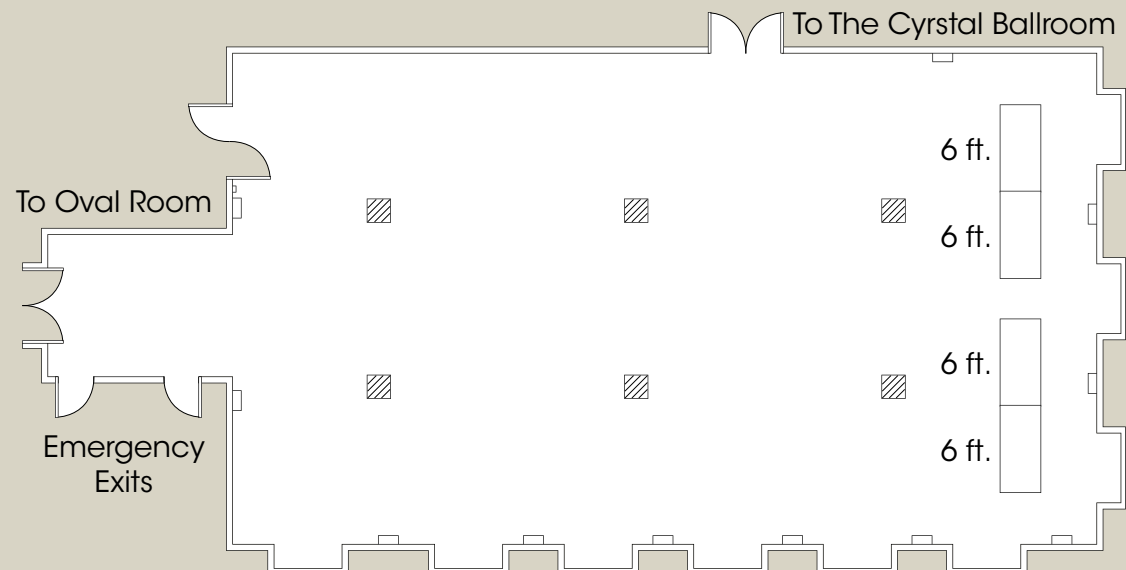 To The Cyrstal Ballroom
6 ft.
To Oval Room
6 ft.
6 ft.
Emergency
Exits
6 ft.